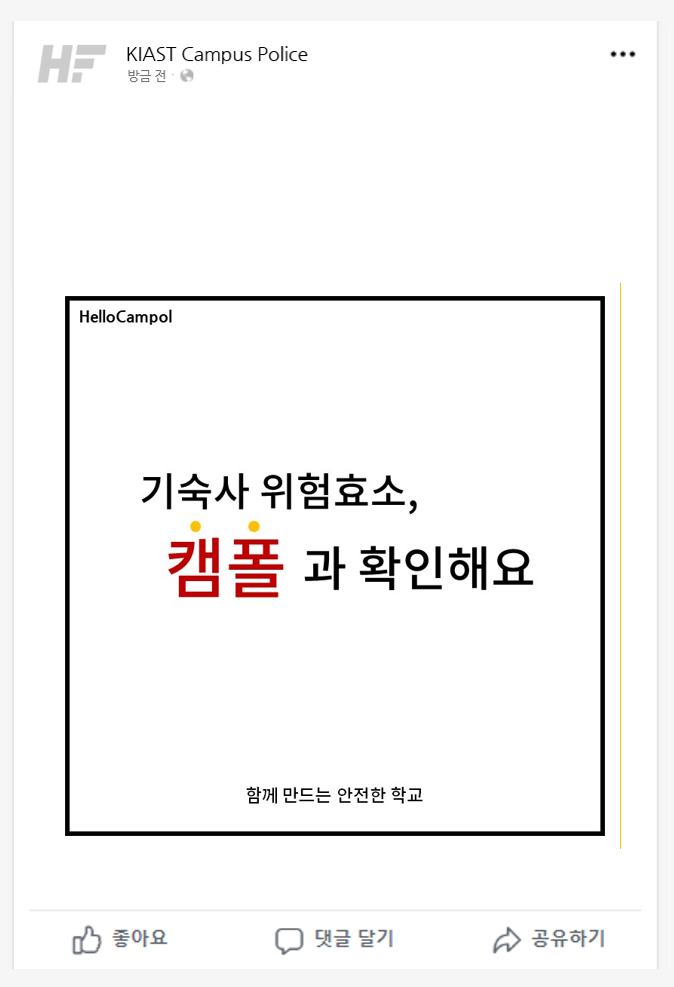 HF
KIAST Campus Police
방금 전 ·
HelloCampol
기숙사 위험효소,
캠폴 과 확인해요
함께 만드는 안전한 학교
좋아요
댓글 달기
공유하기